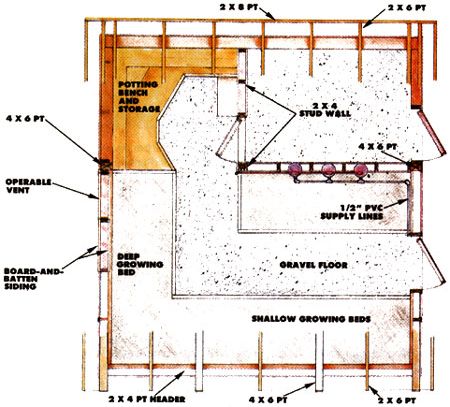 2 X 8 PT
2 X 6 PT
POTTING
BENCH
AND
STORAGE
2 X 4
STUD WALL
4 X 6 PT
4 X 6 PT
OPERABLE
VENT
1/2" PVC
SUPPLY LINES
BOARD-AND-
BATTEN
SIDING
DEEP
GROWING
BED
GRAVEL FLOOR
SHALLOW GROWING BEDS
2 X 4 PT HEADER
4 X 6 PT
2 X 6 PT